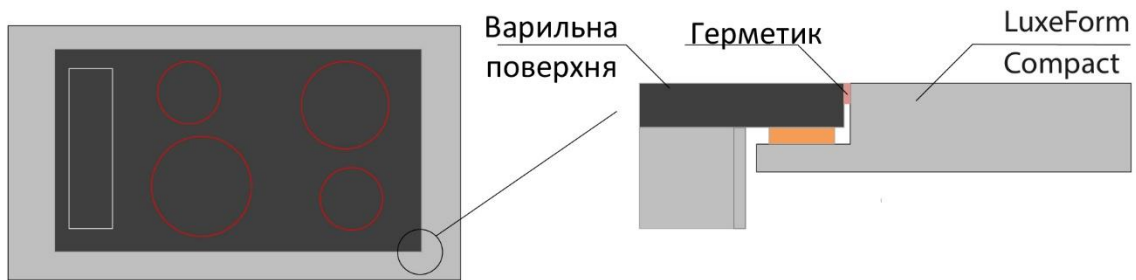 Варильна
поверхня
Герметик
LuxeForm
Compact